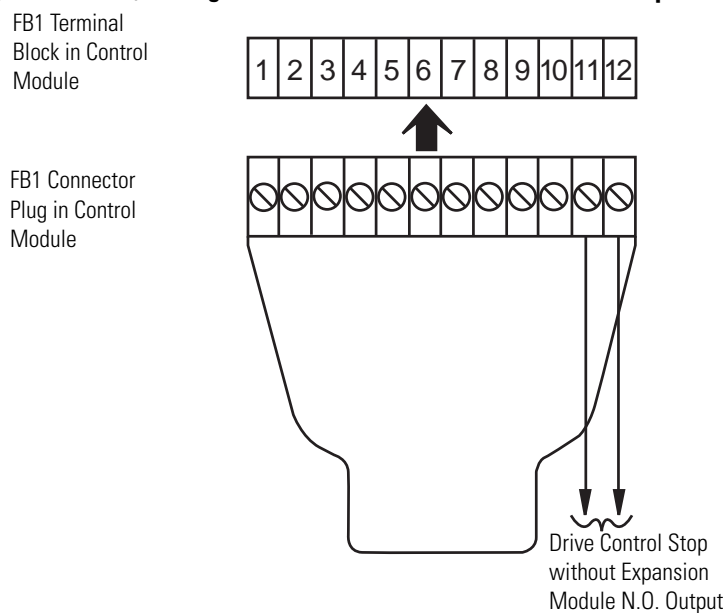 FB1 Terminal
Block in Control
Module
1 2 3 4 5 6 7 8 9 10 11 12
FB1 Connector
Plug in Control
Module
Drive Control Stop
without Expansion
Module N.O. Output